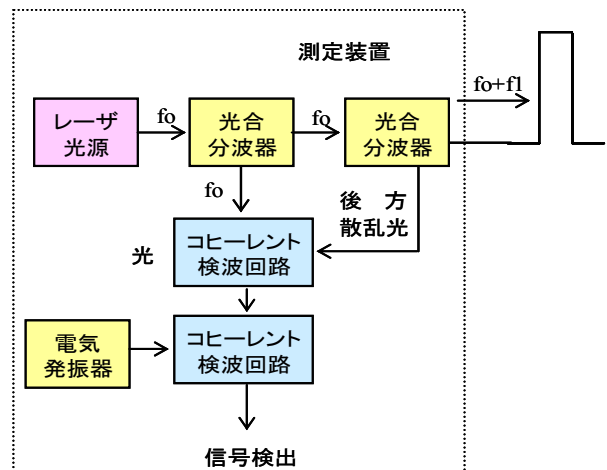 測定装置
fo+f1
レーザ
光源
fo
光合
分波器
fo
光合
分波器
fo
後 方
散乱光
光
コヒーレント
検波回路
電気
発振器
コヒーレント
検波回路
信号検出